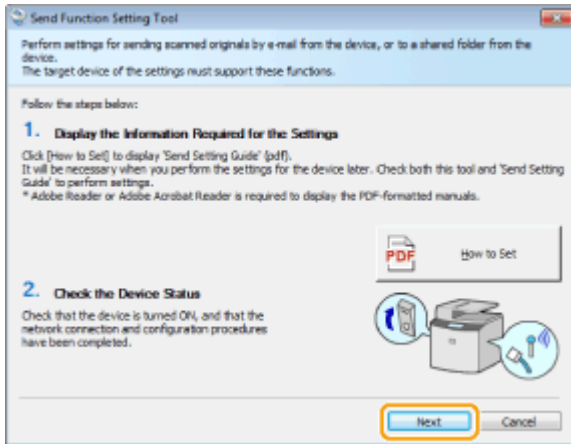 Send Function Setting Tool
Perform settings for sending scanned originals by e-mail from the device, or to a shared folder from the
device.
The target device of the settings must support these functions.
Follow the steps below:
1. Display the Information Required for the Settings
Click [How to Set] to display 'Send Setting Guide' (pdf).
It will be necessary when you perform the settings for the device later. Check both this tool and 'Send Setting
Guide' to perform settings.
* Adobe Reader or Adobe Acrobat Reader is required to display the PDF-formatted manuals.
PDF How to Set
2. Check the Device Status
Check that the device is turned ON, and that the
network connection and configuration procedures
have been completed.
Next Cancel